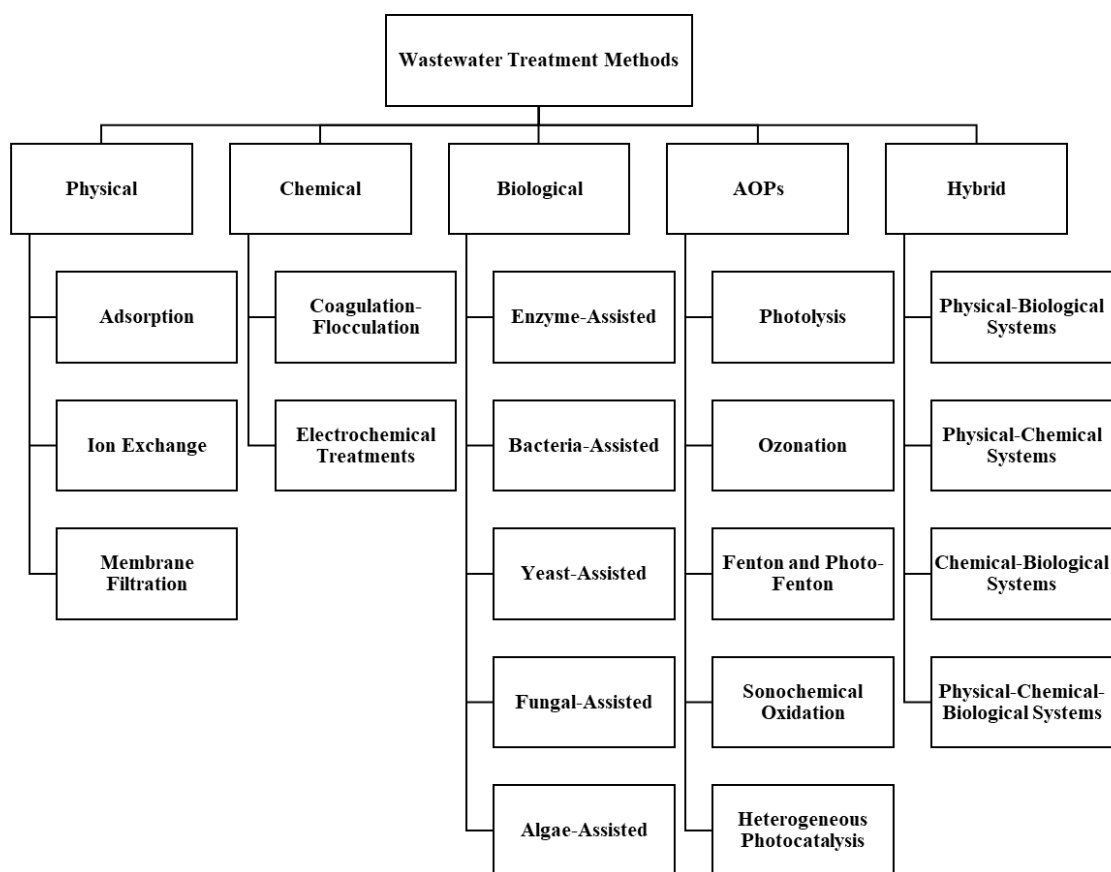 Wastewater Treatment Methods
Physical
Chemical
Biological
AOPs
Hybrid
Adsorption
Ion Exchange
Membrane
Filtration
Coagulation-
Flocculation
Electrochemical
Treatments
Enzyme-Assisted
Bacteria-Assisted
Yeast-Assisted
Fungal-Assisted
Algae-Assisted
Photolysis
Ozonation
Fenton and Photo-
Fenton
Sonochemical
Oxidation
Heterogeneous
Photocatalysis
Physical-Biological
Systems
Physical-Chemical
Systems
Chemical-Biological
Systems
Physical-Chemical-
Biological Systems